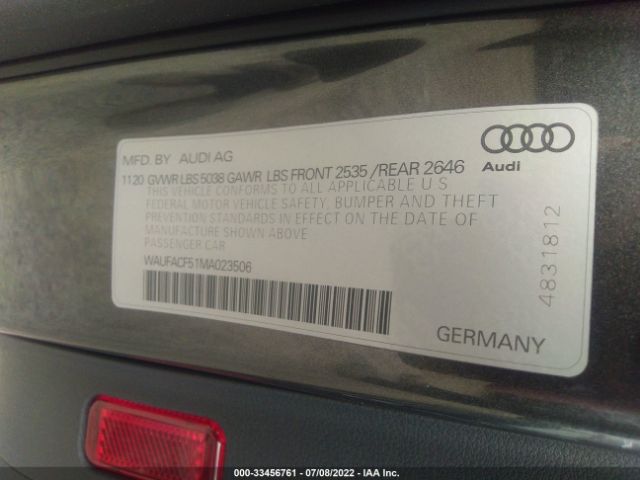 MFD. BY AUDI AG
1120 GVWR LBS 5038 GAWR LBS FRONT 2535 /REAR 2646
THIS VEHICLE CONFORMS TO ALL APPLICABLE U S
FEDERAL MOTOR VEHICLE SAFETY, BUMPER AND THEFT
PREVENTION STANDARDS IN EFFECT ON THE DATE OF
MANUFACTURE SHOWN ABOVE
PASSENGER CAR
WAUFACF51MA023506
Audi
4831812
GERMANY
000-33456761 - 07/08/2022 - IAA Inc.